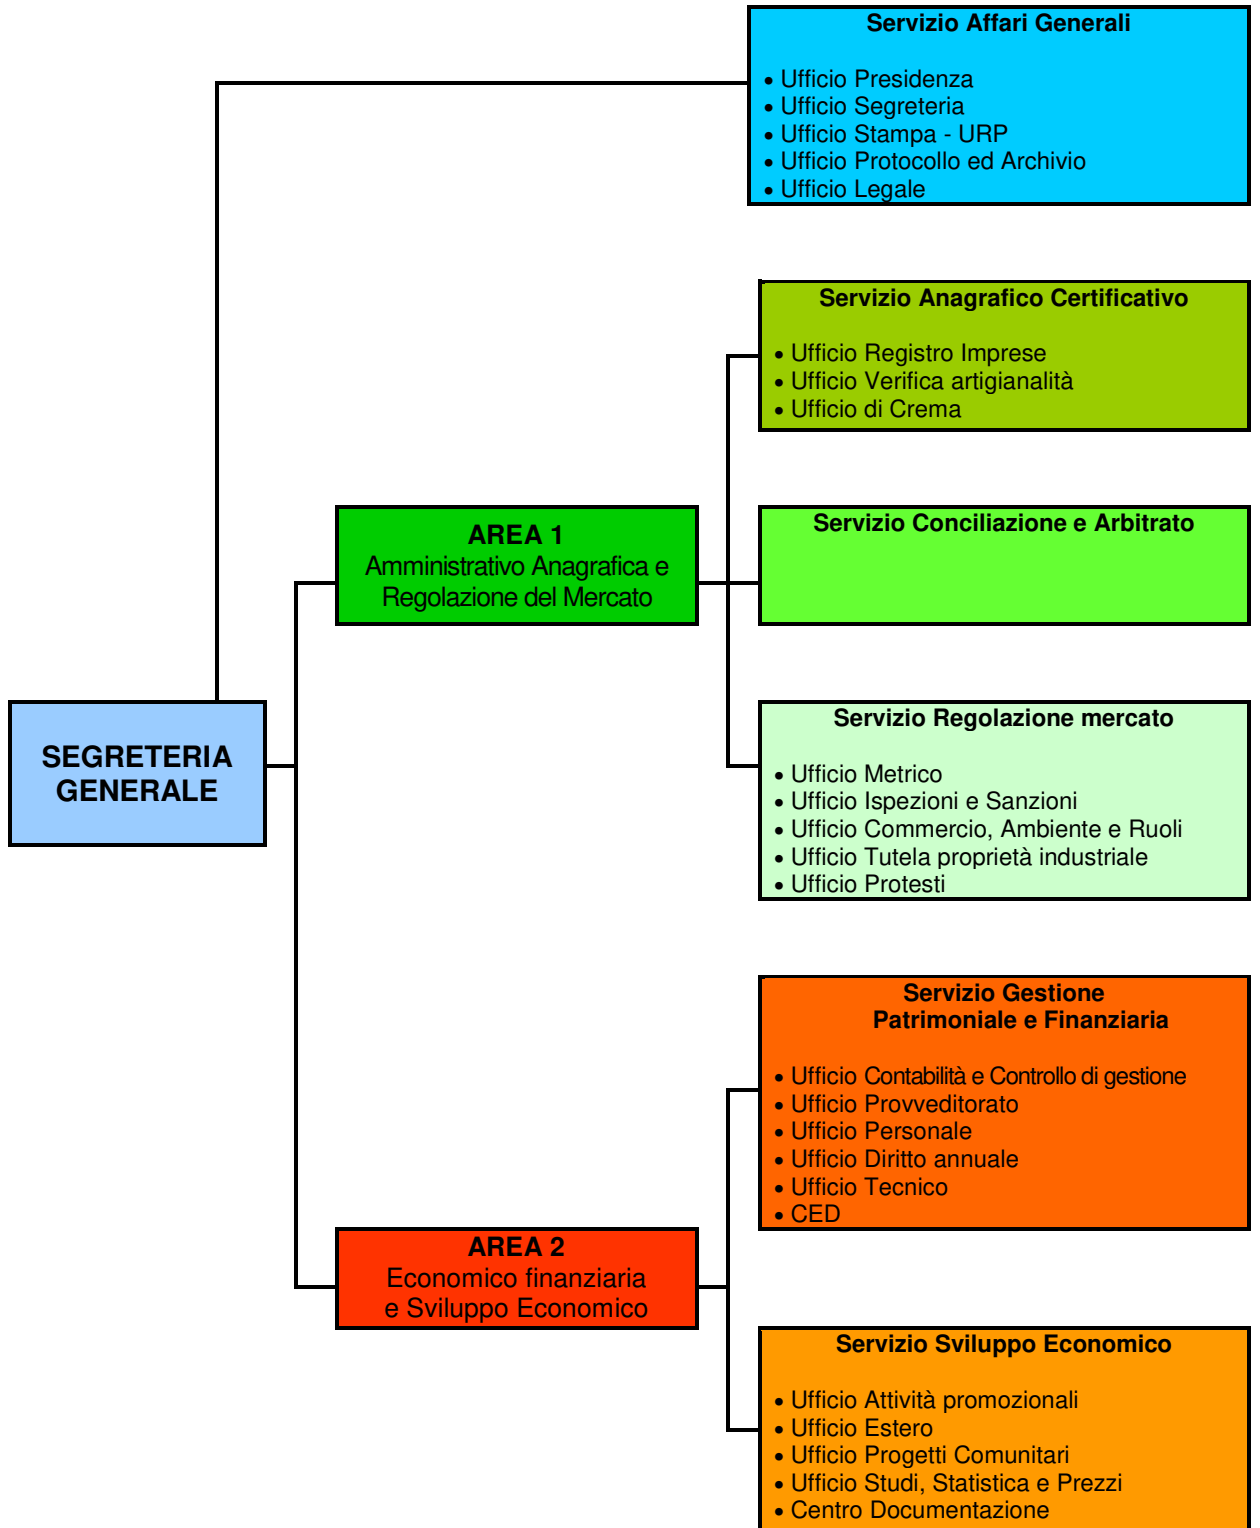 Servizio Affari Generali
• Ufficio Presidenza
• Ufficio Segreteria
• Ufficio Stampa - URP
• Ufficio Protocollo ed Archivio
• Ufficio Legale
Servizio Anagrafico Certificativo
• Ufficio Registro Imprese
• Ufficio Verifica artigianalità
• Ufficio di Crema
AREA 1
Amministrativo Anagrafica e
Regolazione del Mercato
Servizio Conciliazione e Arbitrato
SEGRETERIA
GENERALE
Servizio Regolazione mercato
• Ufficio Metrico
• Ufficio Ispezioni e Sanzioni
• Ufficio Commercio, Ambiente e Ruoli
• Ufficio Tutela proprietà industriale
• Ufficio Protesti
Servizio Gestione
Patrimoniale e Finanziaria
• Ufficio Contabilità e Controllo di gestione
• Ufficio Provveditorato
• Ufficio Personale
• Ufficio Diritto annuale
• Ufficio Tecnico
• CED
AREA 2
Economico finanziaria
e Sviluppo Economico
Servizio Sviluppo Economico
• Ufficio Attività promozionali
• Ufficio Estero
• Ufficio Progetti Comunitari
• Ufficio Studi, Statistica e Prezzi
• Centro Documentazione